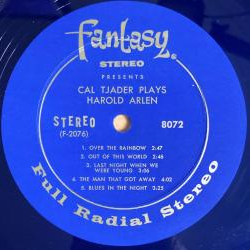 Fantasy®
STEREO
PRESENTS
CAL TJADER PLAYS
HAROLD ARLEN
STEREO
(F-2076)
8072
1. OVER THE RAINBOW 3:47
2. OUT OF THIS WORLD 2:46
3. LAST NIGHT WHEN WE
WERE YOUNG 3:06
4. THE MAN THAT GOT AWAY 4:02
5. BLUES IN THE NIGHT 3:25
Full Radial Stereo